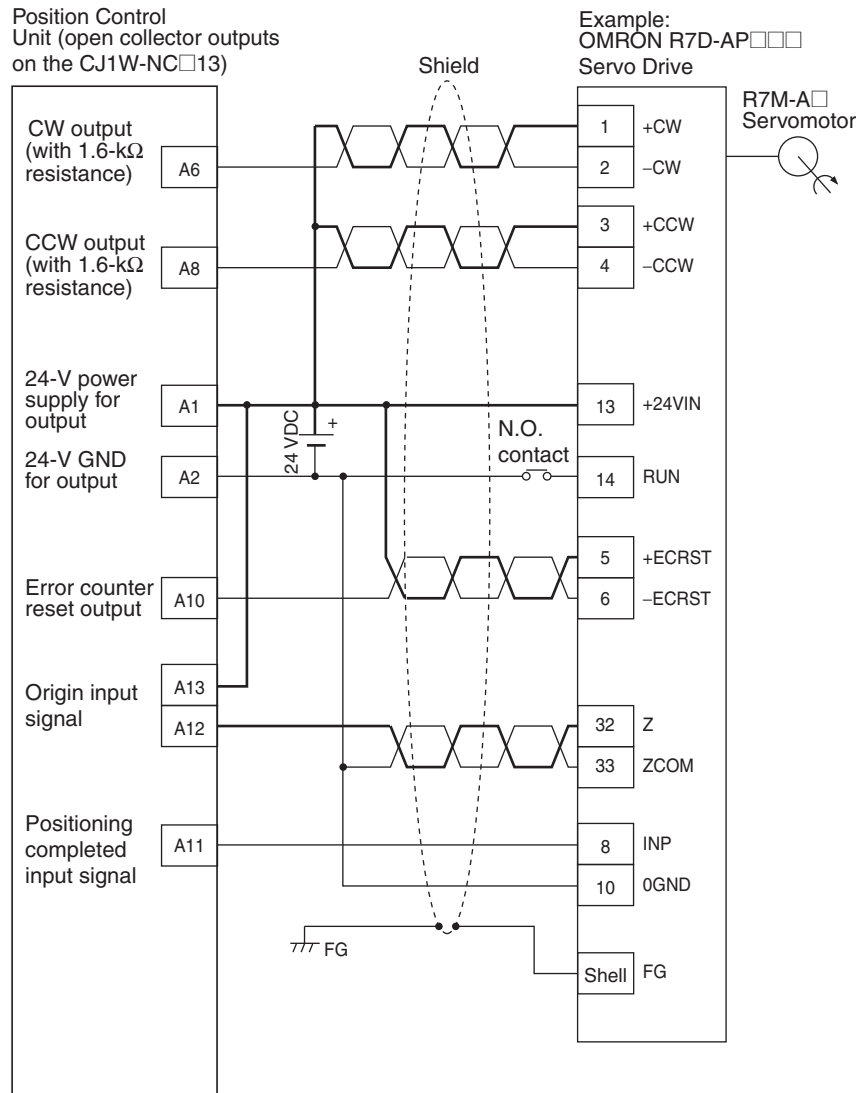 Position Control
Unit (open collector outputs
on the CJ1W-NC□13)
Example:
OMRON R7D-AP□□□
Servo Drive
Shield
R7M-A□
Servomotor
CW output
(with 1.6-kΩ
resistance)
A6
1 +CW
2 −CW
CCW output
(with 1.6-kΩ
resistance)
A8
3 +CCW
4 −CCW
24-V power
supply for
output
A1
13 +24VIN
24 VDC
+
N.O.
contact
24-V GND
for output
A2
14 RUN
5 +ECRST
6 −ECRST
Error counter
reset output
A10
Origin input
signal
A13
A12
32 Z
33 ZCOM
Positioning
completed
input signal
A11
8 INP
10 0GND
FG
Shell FG